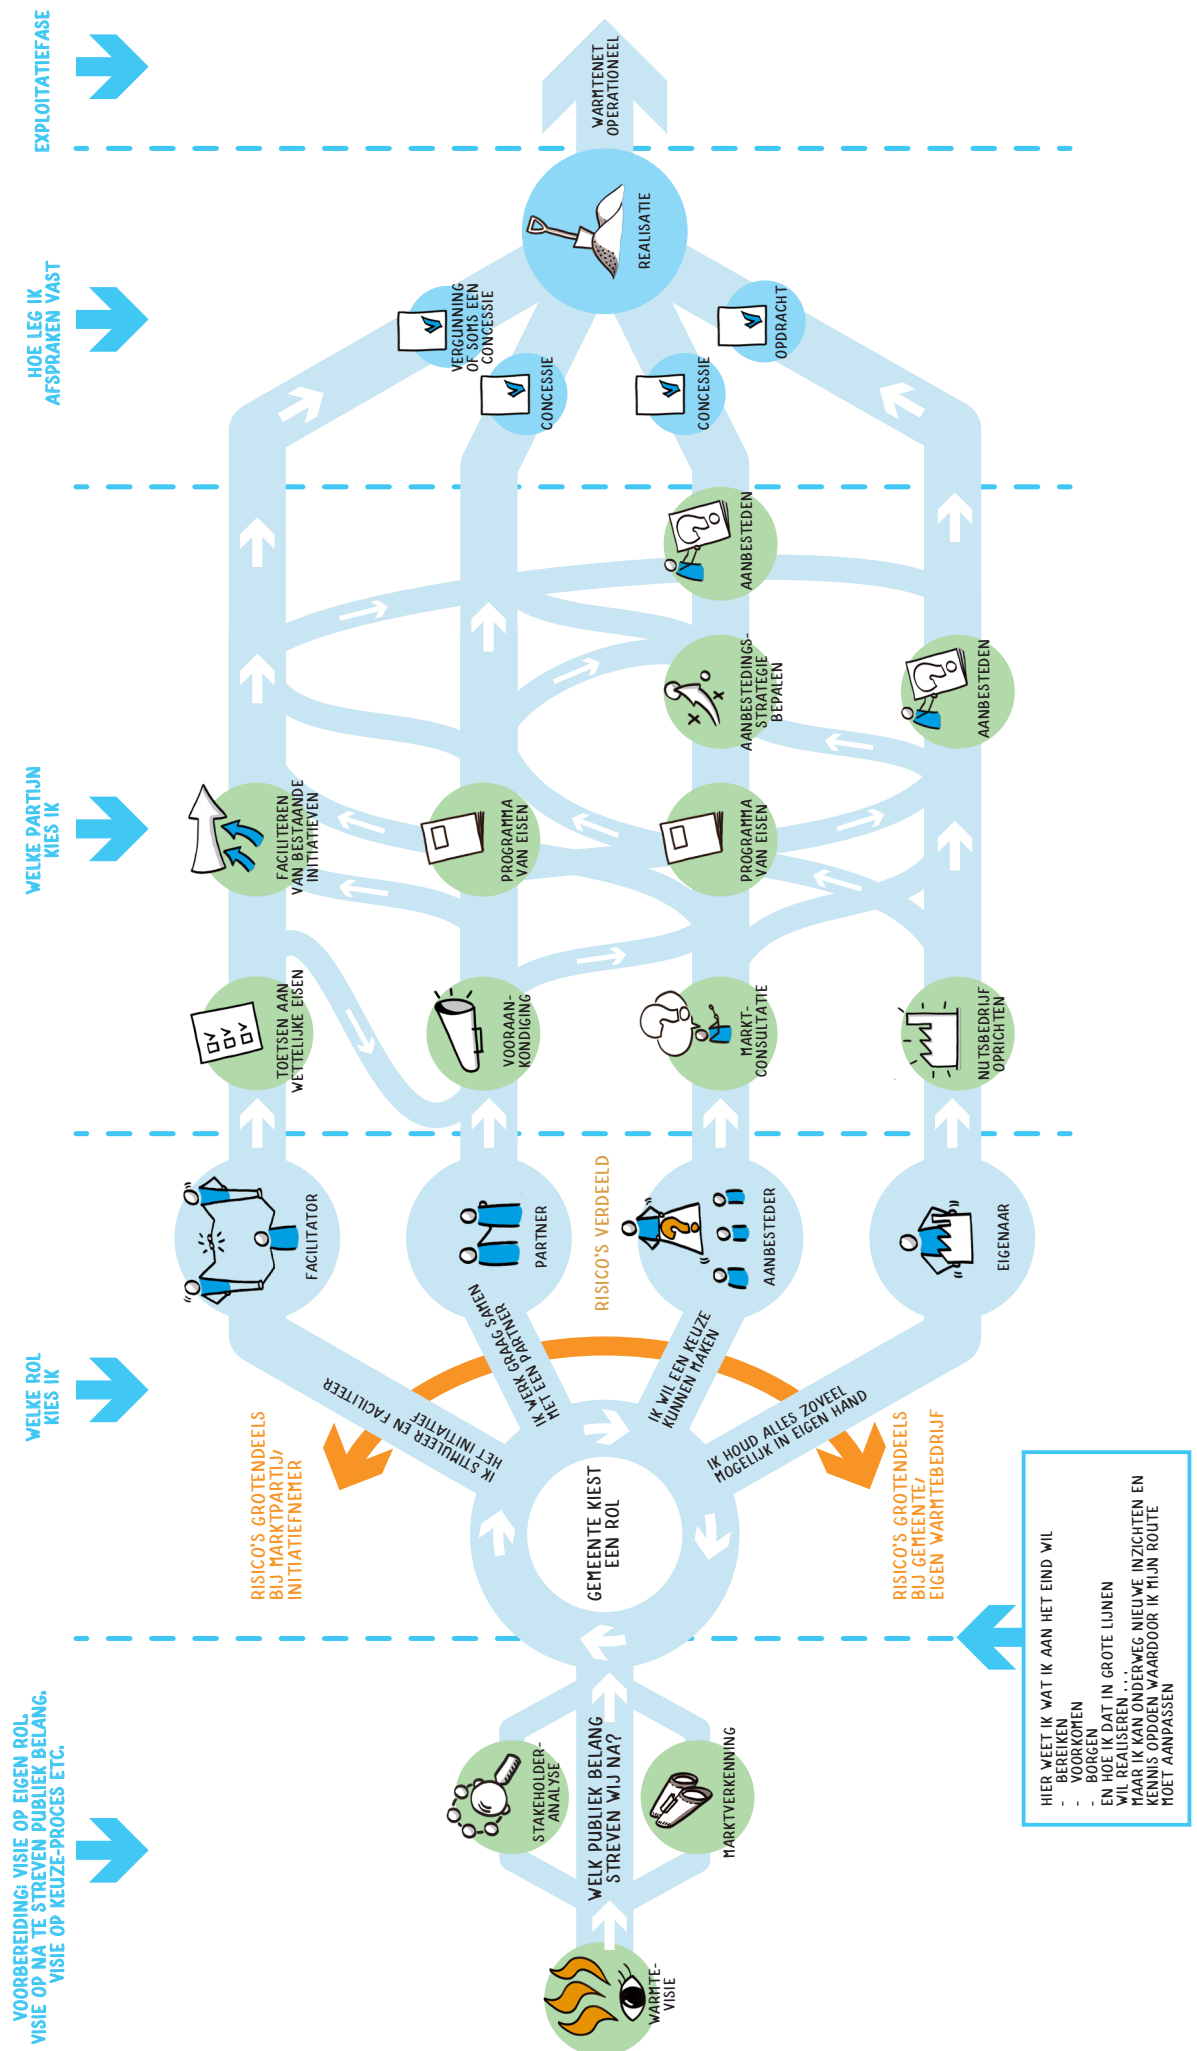 VOORBEREIDING: VISIE OP EIGEN ROL,
VISIE OP NA TE STREVEN PUBLIEK BELANG,
VISIE OP KEUZE-PROCES ETC.
WELKE ROL
KIES IK
WELKE PARTIJN
KIES IK
HOE LEG IK
AFSPRAKEN VAST
EXPLOITATIEFASE
WARMTE-
VISIE
STAKEHOLDER-
ANALYSE
WELK PUBLIEK BELANG
STREVEN WIJ NA?
MARKTVERKENNING
GEMEENTE KIEST
EEN ROL
RISICO'S GROTENDEELS
BIJ MARKTPARTIJ/
INITIATIEFNEMER
IK STIMULEER EN FACILITEER
HET INITIATIEF
IK WERK GRAAG SAMEN
MET EEN PARTNER
IK WIL EEN KEUZE
KUNNEN MAKEN
IK HOUD ALLES ZOVEEL
MOGELIJK IN EIGEN HAND
RISICO'S GROTENDEELS
BIJ GEMEENTE/
EIGEN WARMTEBEDRIJF
RISICO'S VERDEELD
FACILITATOR
PARTNER
AANBESTEDER
EIGENAAR
TOETSEN AAN
WETTELIJKE EISEN
FACILITEREN
VAN BESTAANDE
INITIATIEVEN
VOORAAN-
KONDIGING
PROGRAMMA
VAN EISEN
MARKT-
CONSULTATIE
PROGRAMMA
VAN EISEN
AANBESTEDINGS-
STRATEGIE
BEPALEN
AANBESTEDEN
NUTSBEDRIJF
OPRICHTEN
AANBESTEDEN
VERGUNNING
OF SOMS EEN
CONCESSIE
CONCESSIE
CONCESSIE
OPDRACHT
REALISATIE
WARMTENET
OPERATIONEEL
HIER WEET IK WAT IK AAN HET EIND WIL
- BEREIKEN
- VOORKOMEN
- BORGEN
EN HOE IK DAT IN GROTE LIJNEN
WIL REALISEREN ...
MAAR IK KAN ONDERWEG NIEUWE INZICHTEN EN
KENNIS OPDOEN WAARDOOR IK MIJN ROUTE
MOET AANPASSEN